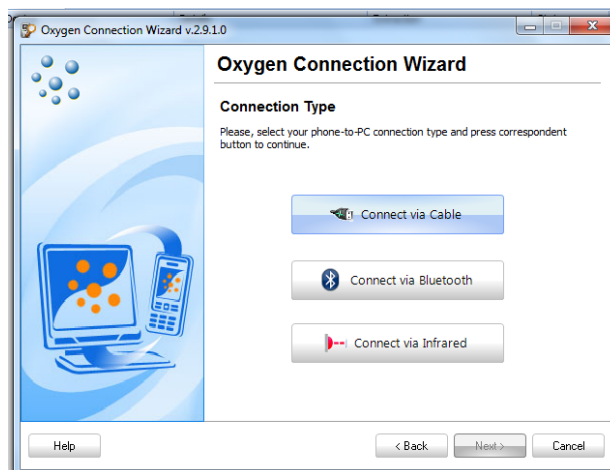 Oxygen Connection Wizard v.2.9.1.0
Oxygen Connection Wizard
Connection Type
Please, select your phone-to-PC connection type and press correspondent
button to continue.
Connect via Cable
Connect via Bluetooth
Connect via Infrared
Help
< Back
Next >
Cancel